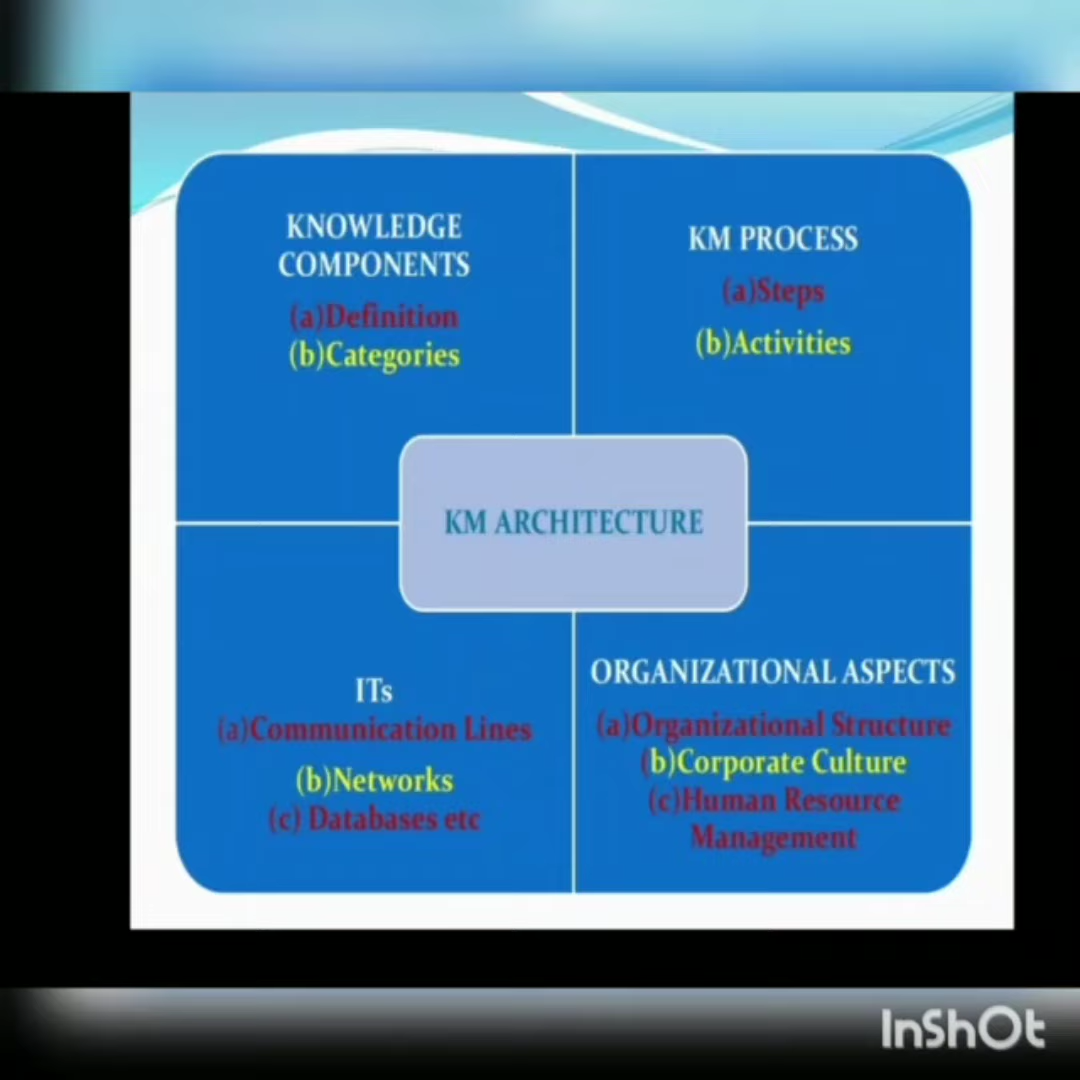 KNOWLEDGE
COMPONENTS
(a)Definition
(b)Categories
KM PROCESS
(a)Steps
(b)Activities
KM ARCHITECTURE
ITs
(a)Communication Lines
(b)Networks
(c) Databases etc
ORGANIZATIONAL ASPECTS
(a)Organizational Structure
(b)Corporate Culture
(c)Human Resource
Management
InShOt